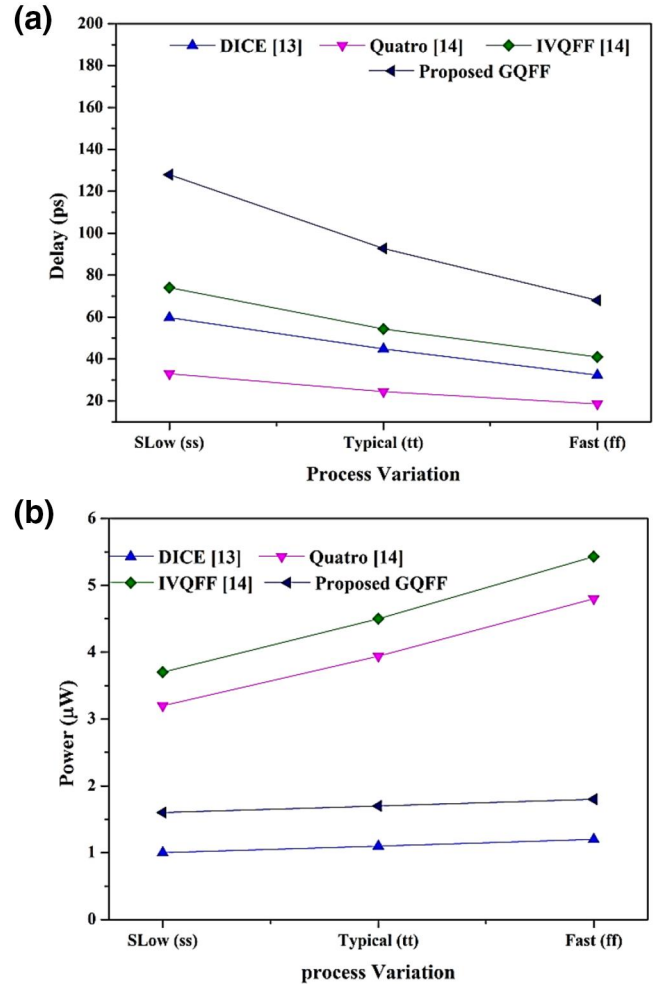 (a)
200
180
160
140
120
100
80
60
40
20
Delay (ps)
DICE [13] Quatro [14] IVQFF [14]
Proposed GQFF
SLow (ss) Typical (tt) Fast (ff)
Process Variation
(b)
6
5
4
3
2
1
0
Power (μW)
DICE [13] Quatro [14]
IVQFF [14] Proposed GQFF
SLow (ss) Typical (tt) Fast (ff)
process Variation